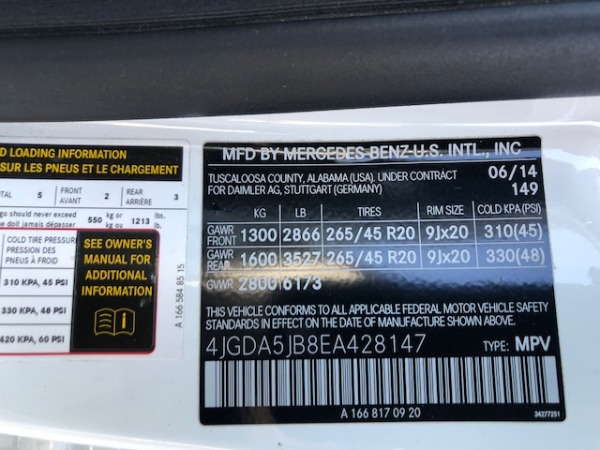 D LOADING INFORMATION
SUR LES PNEUS ET LE CHARGEMENT
TAL 5 FRONT AVANT 2 REAR ARRIÈRE 3
go should never exceed 550 kg or 1213 lbs.
e doit jamais dépasser kg ou lb.
COLD TIRE PRESSURE
PRESSION DES
PNEUS À FROID
310 KPA, 45 PSI
330 KPA, 48 PSI
420 KPA, 60 PSI
SEE OWNER'S
MANUAL FOR
ADDITIONAL
INFORMATION
A 166 584 85 15
MFD BY MERCEDES-BENZ-U.S. INTL., INC
TUSCALOOSA COUNTY, ALABAMA (USA). UNDER CONTRACT 06/14
FOR DAIMLER AG, STUTTGART (GERMANY) 149
KG LB TIRES RIM SIZE COLD KPA(PSI)
GAWR FRONT 1300 2866 265/45 R20 9Jx20 310(45)
GAWR REAR 1600 3527 265/45 R20 9Jx20 330(48)
GVWR 2800 6173
THIS VEHICLE CONFORMS TO ALL APPLICABLE FEDERAL MOTOR VEHICLE SAFETY
STANDARDS IN EFFECT ON THE DATE OF MANUFACTURE SHOWN ABOVE.
4JGDA5JB8EA428147 TYPE: MPV
A 166 817 09 20 34277251